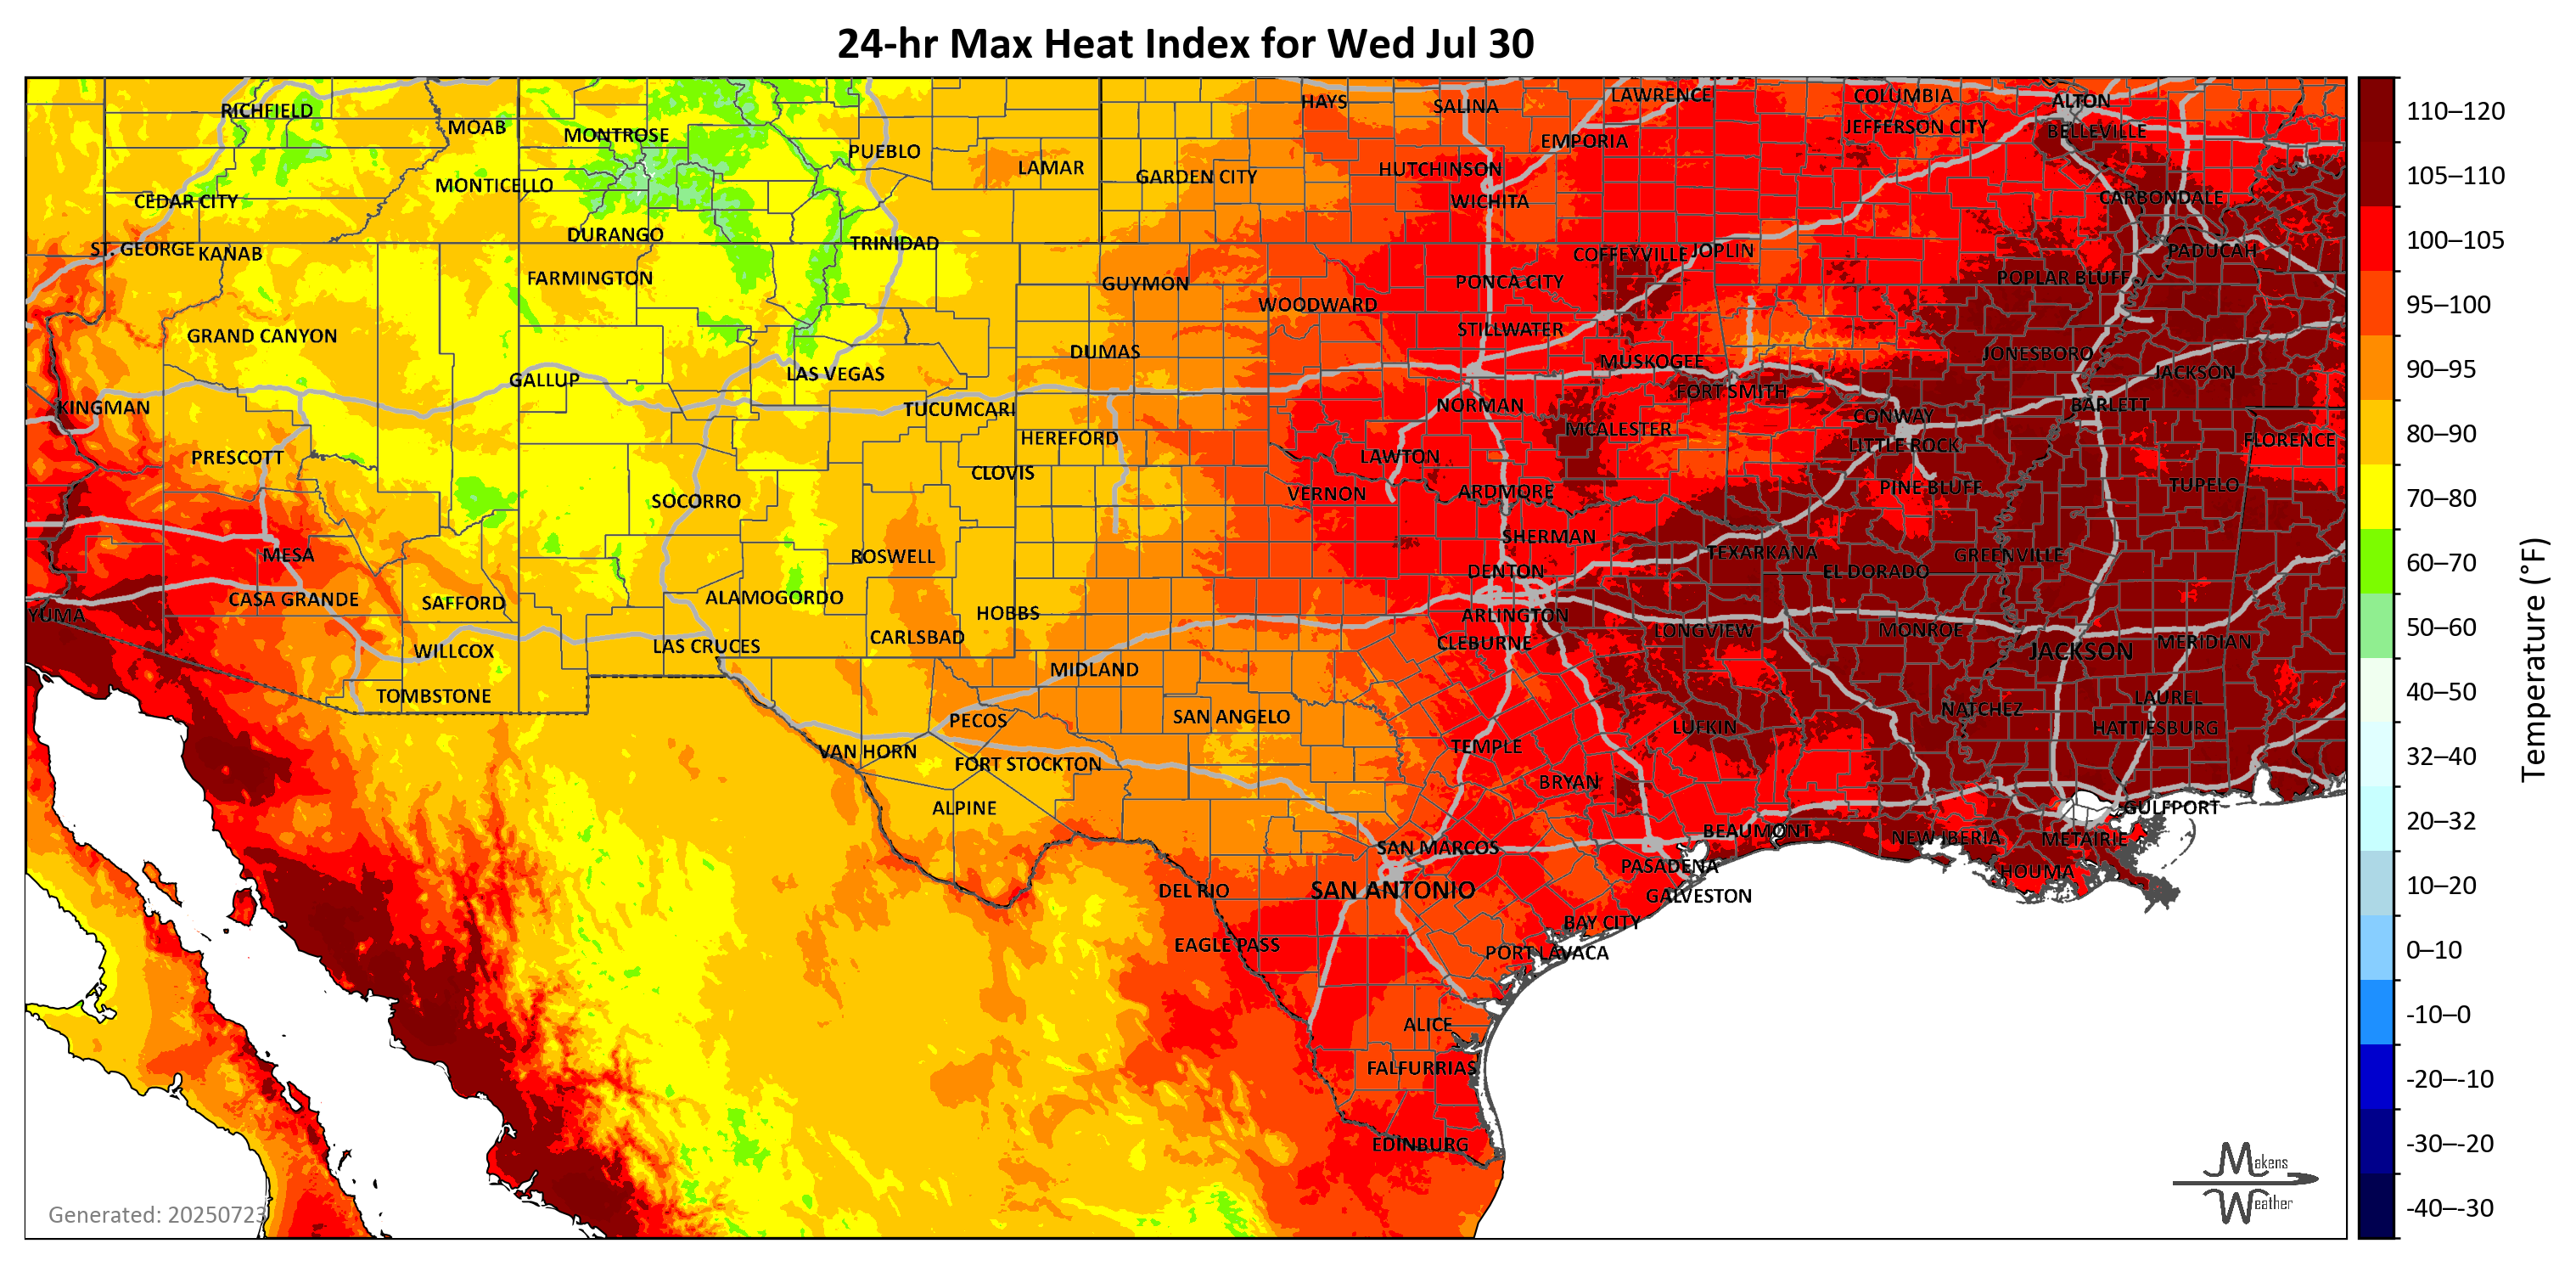 24-hr Max Heat Index for Wed Jul 30
RICHFIELD
MOAB
MONTROSE
PUEBLO
LAMAR
GARDEN CITY
HAYS
SALINA
LAWRENCE
EMPORIA
COLUMBIA
JEFFERSON CITY
ALTON
BELLEVILLE
MONTICELLO
CEDAR CITY
HUTCHINSON
WICHITA
CARBONDALE
ST. GEORGE
KANAB
DURANGO
TRINIDAD
COFFEYVILLE
JOPLIN
PADUCAH
FARMINGTON
GUYMON
WOODWARD
PONCA CITY
POPLAR BLUFF
GRAND CANYON
DUMAS
STILLWATER
MUSKOGEE
JONESBORO
GALLUP
LAS VEGAS
FORT SMITH
JACKSON
KINGMAN
TUCUMCARI
NORMAN
CONWAY
BARLETT
HEREFORD
MCALESTER
LITTLE ROCK
FLORENCE
PRESCOTT
CLOVIS
LAWTON
SOCORRO
VERNON
ARDMORE
PINE BLUFF
TUPELO
MESA
ROSWELL
SHERMAN
TEXARKANA
GREENVILLE
DENTON
EL DORADO
YUMA
CASA GRANDE
SAFFORD
ALAMOGORDO
HOBBS
ARLINGTON
WILLCOX
LAS CRUCES
CARLSBAD
CLEBURNE
LONGVIEW
MONROE
JACKSON
MERIDIAN
TOMBSTONE
MIDLAND
PECOS
SAN ANGELO
LUFKIN
NATCHEZ
LAUREL
HATTIESBURG
VAN HORN
FORT STOCKTON
TEMPLE
BRYAN
ALPINE
GULFPORT
SAN MARCOS
BEAUMONT
NEW IBERIA
METAIRIE
DEL RIO
SAN ANTONIO
PASADENA
GALVESTON
HOUMA
EAGLE PASS
BAY CITY
PORT LAVACA
ALICE
FALFURRIAS
EDINBURG
Generated: 20250723
Makens
Weather
110–120
105–110
100–105
95–100
90–95
80–90
70–80
60–70
50–60
40–50
32–40
20–32
10–20
0–10
-10–0
-20–-10
-30–-20
-40–-30
Temperature (°F)